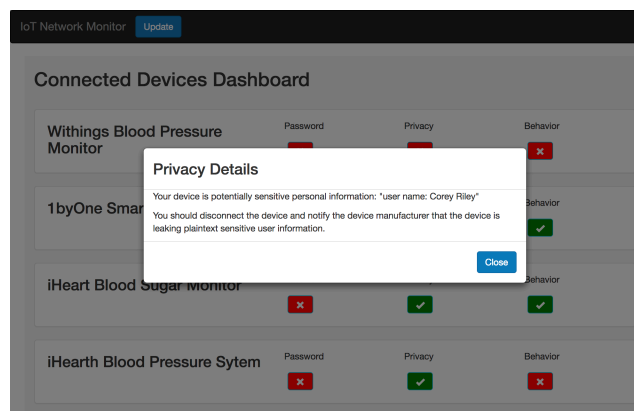 IoT Network Monitor Update
Connected Devices Dashboard
Password Privacy Behavior
Withings Blood Pressure
Monitor
Privacy Details
Your device is potentially sensitive personal information: "user name: Corey Riley"
You should disconnect the device and notify the device manufacturer that the device is
leaking plaintext sensitive user information.
Close
1byOne Smar
Behavior
iHeart Blood Sugar Monitor
Behavior
iHearth Blood Pressure Sytem
Password Privacy Behavior